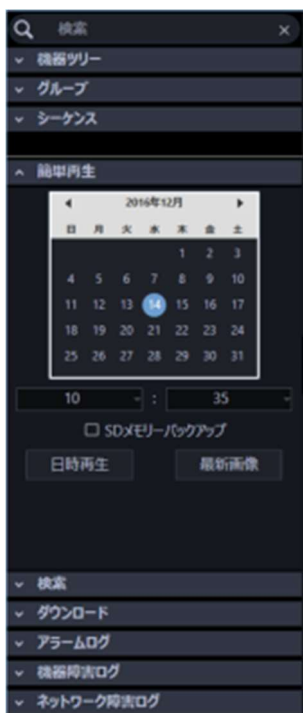 検索 ×
機器ツリー
グループ
シーケンス
簡単再生
2016年12月
日 月 火 水 木 金 土
1 2 3
4 5 6 7 8 9 10
11 12 13 14 15 16 17
18 19 20 21 22 23 24
25 26 27 28 29 30 31
10 : 35
SDメモリーバックアップ
日時再生 最新画像
検索
ダウンロード
アラームログ
機器障害ログ
ネットワーク障害ログ